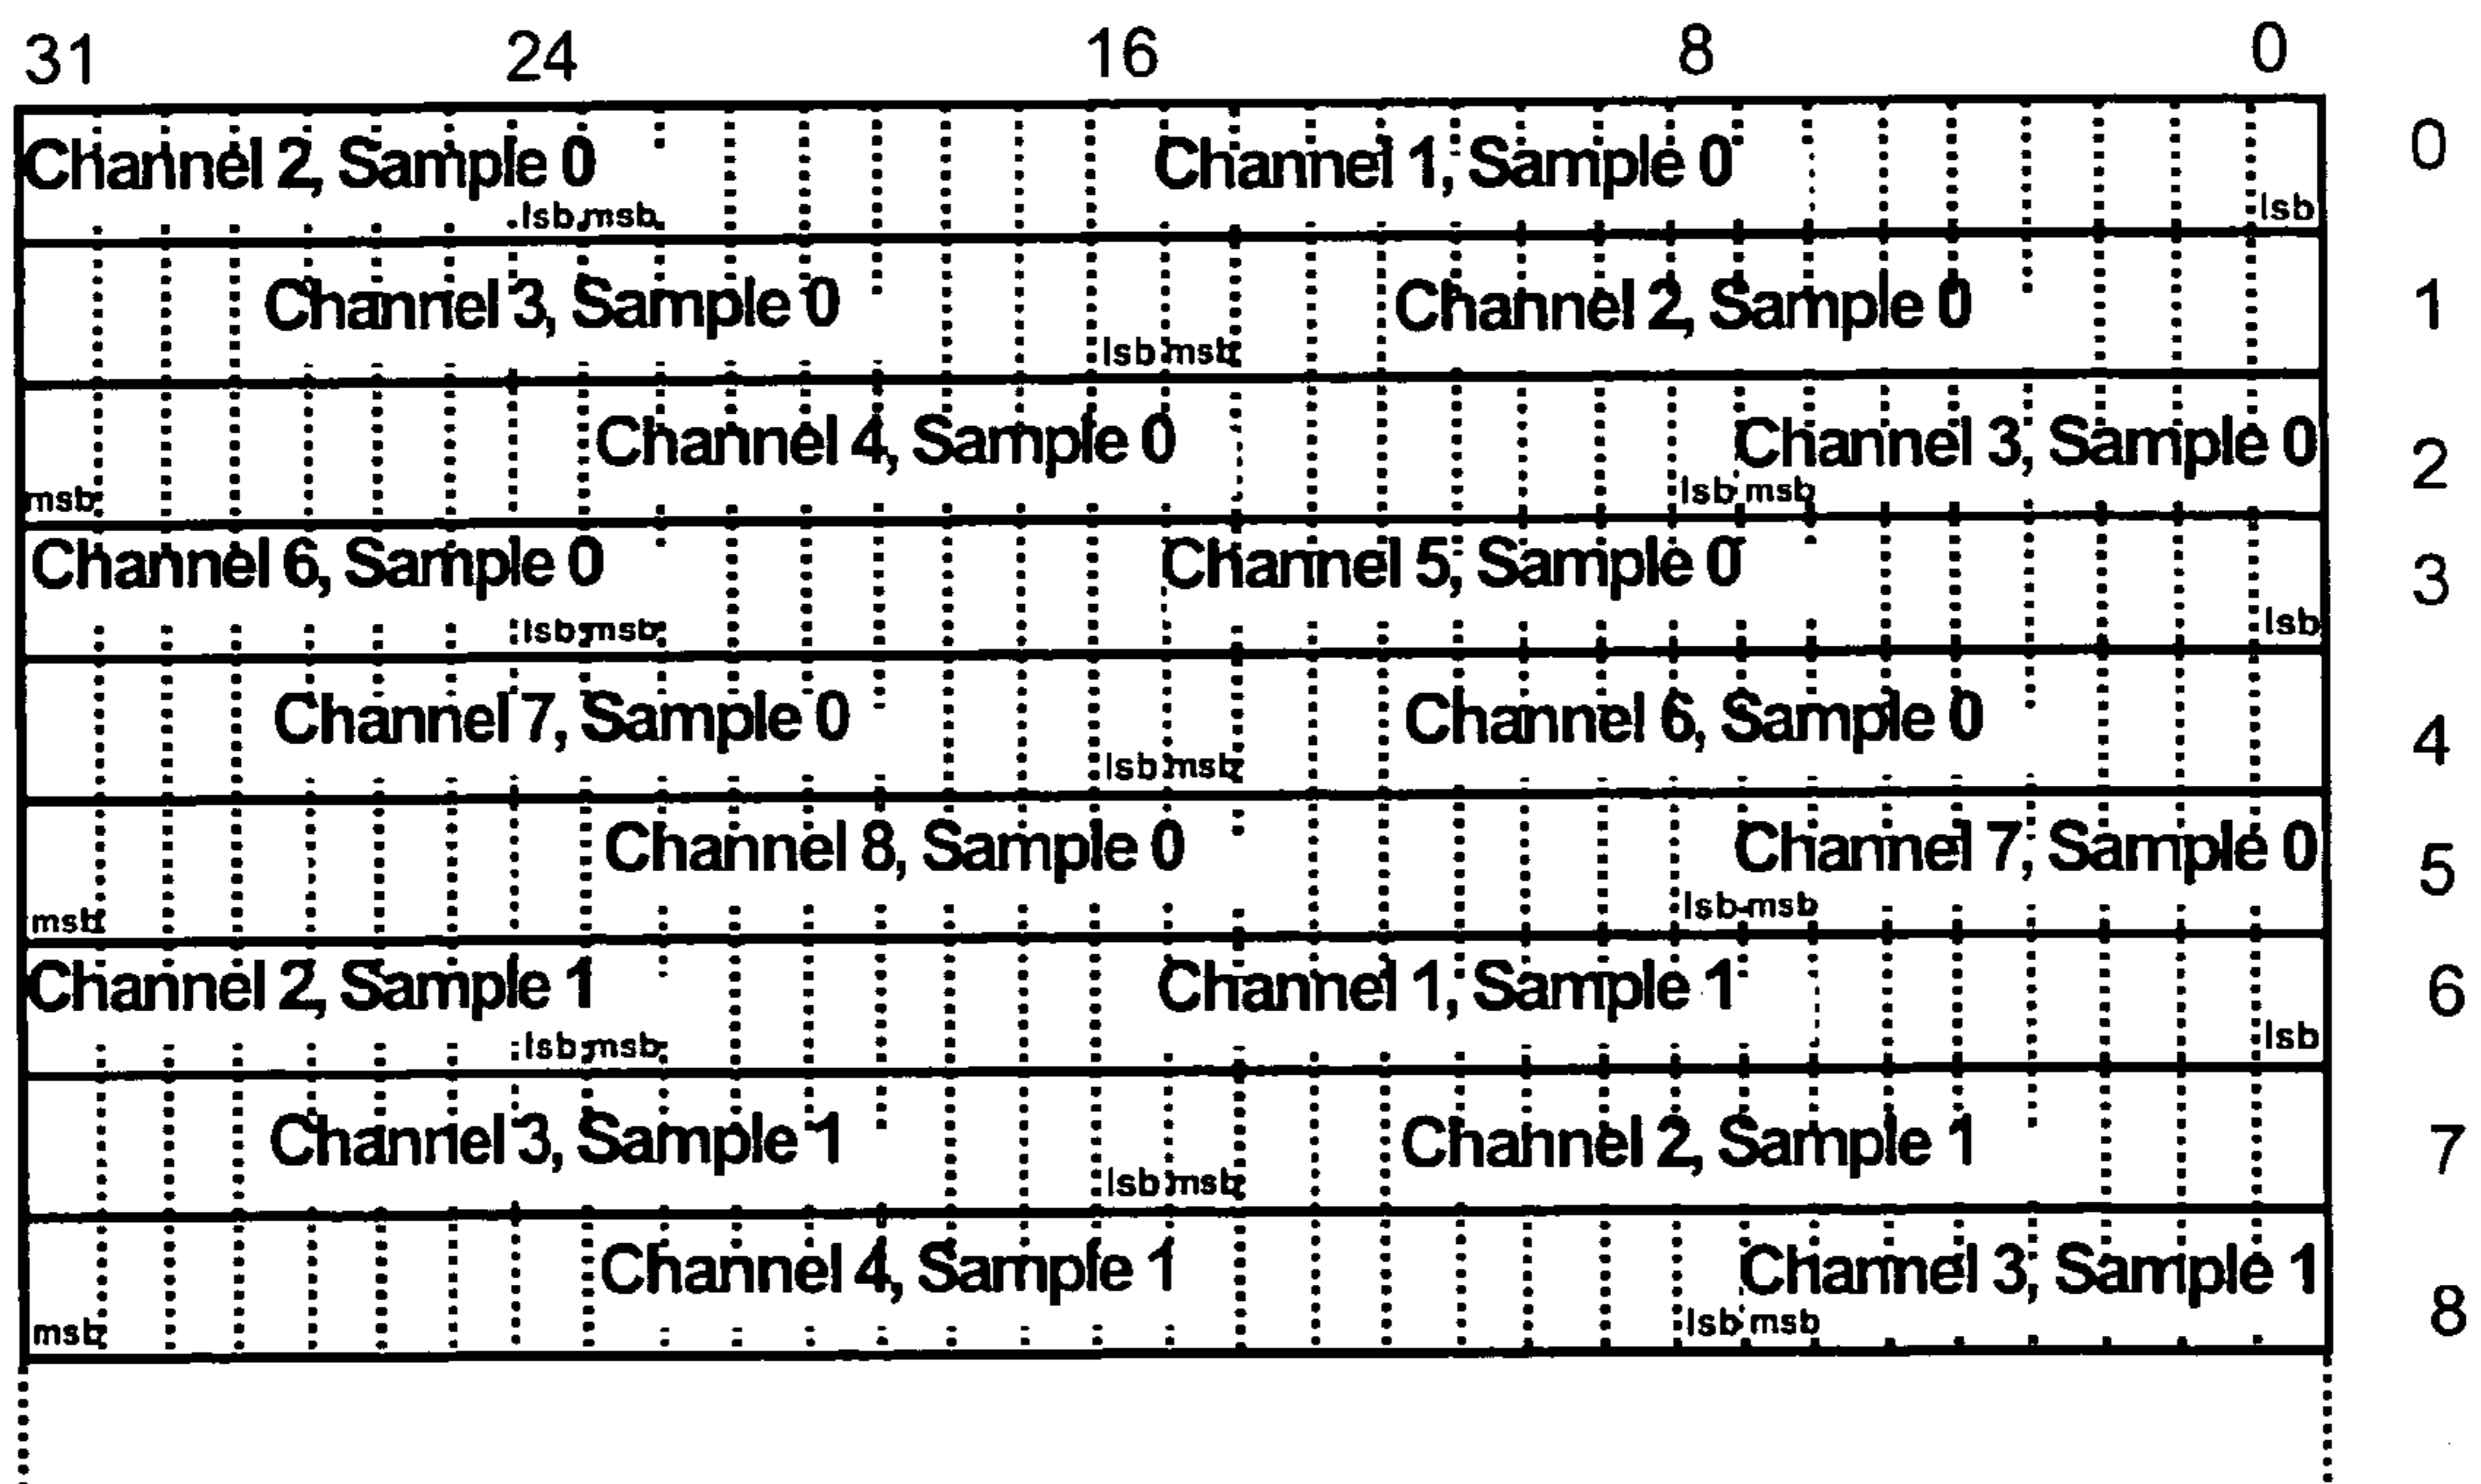 31 24 16 8 0
Channel 2, Sample 0 Channel 1, Sample 0 0
lsb msb lsb
Channel 3, Sample 0 Channel 2, Sample 0 1
lsb msb
Channel 4, Sample 0 Channel 3, Sample 0 2
msb lsb msb
Channel 6, Sample 0 Channel 5, Sample 0 3
lsb msb lsb
Channel 7, Sample 0 Channel 6, Sample 0 4
lsb msb
Channel 8, Sample 0 Channel 7, Sample 0 5
msb lsb msb
Channel 2, Sample 1 Channel 1, Sample 1 6
lsb msb lsb
Channel 3, Sample 1 Channel 2, Sample 1 7
lsb msb
Channel 4, Sample 1 Channel 3, Sample 1 8
msb lsb msb